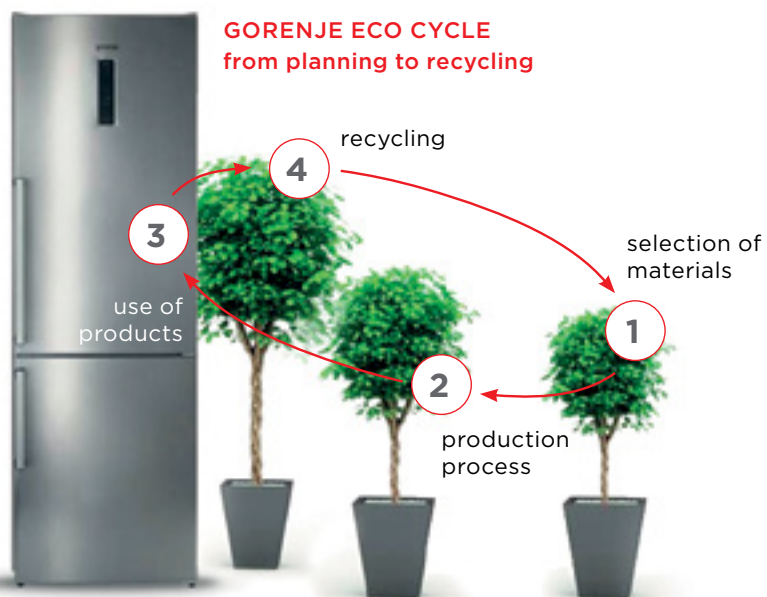 GORENJE ECO CYCLE
from planning to recycling
4
recycling
3
selection of
materials
use of
products
1
2
production
process